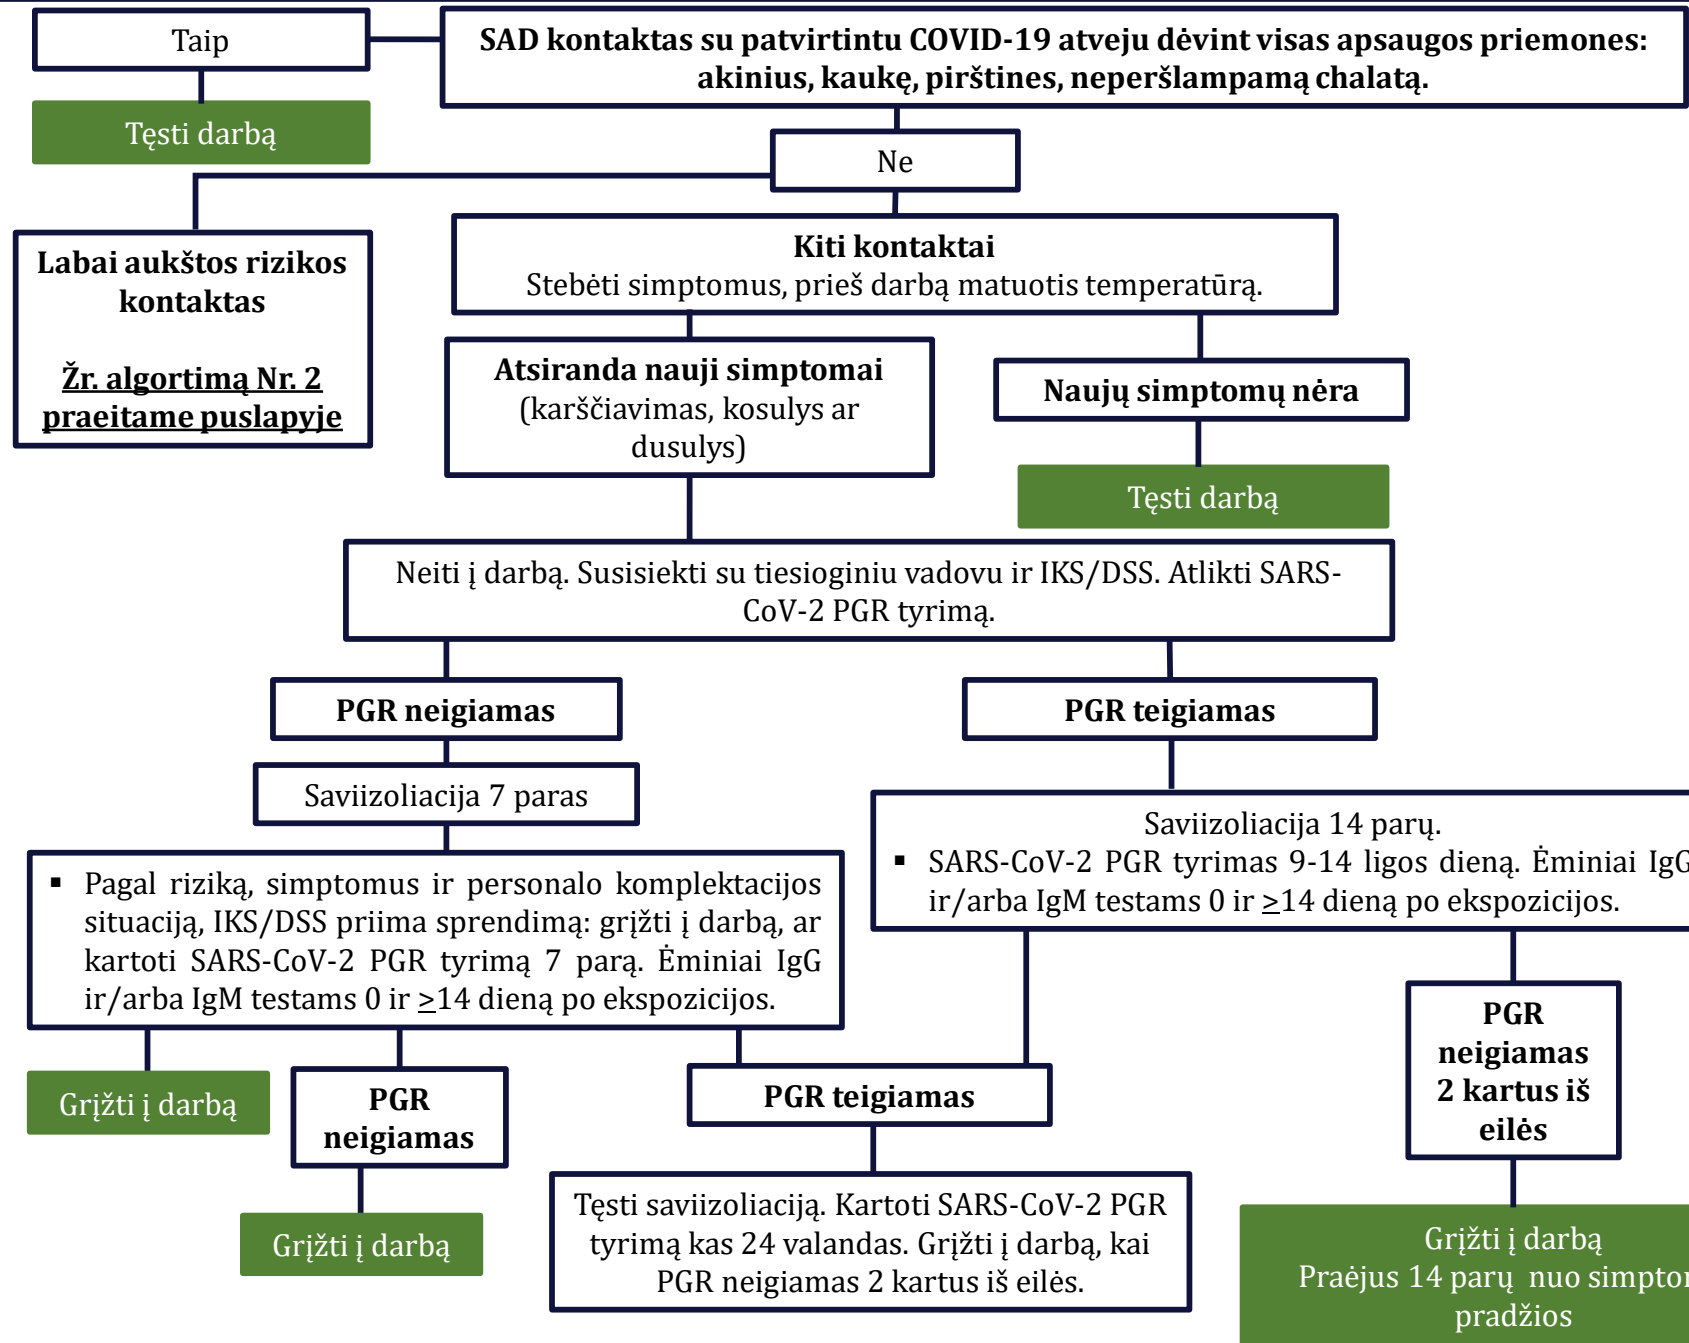 Taip
SAD kontaktas su patvirtintu COVID-19 atveju dėvint visas apsaugos priemones:
akinius, kaukę, pirštines, neperšlampamą chalatą.
Tęsti darbą
Ne
Labai aukštos rizikos
kontaktas
Žr. algortimą Nr. 2
praeitame puslapyje
Kiti kontaktai
Stebėti simptomus, prieš darbą matuotis temperatūrą.
Atsiranda nauji simptomai
(karščiavimas, kosulys ar
dusulys)
Naujų simptomų nėra
Tęsti darbą
Neiti į darbą. Susisiekti su tiesioginiu vadovu ir IKS/DSS. Atlikti SARS-
CoV-2 PGR tyrimą.
PGR neigiamas
PGR teigiamas
Saviizoliacija 7 paras
Saviizoliacija 14 parų.
▪ SARS-CoV-2 PGR tyrimas 9-14 ligos dieną. Ėminiai IgG
ir/arba IgM testams 0 ir ≥14 dieną po ekspozicijos.
▪ Pagal riziką, simptomus ir personalo komplektacijos
situaciją, IKS/DSS priima sprendimą: grįžti į darbą, ar
kartoti SARS-CoV-2 PGR tyrimą 7 parą. Ėminiai IgG
ir/arba IgM testams 0 ir ≥14 dieną po ekspozicijos.
Grįžti į darbą
PGR
neigiamas
Grįžti į darbą
PGR teigiamas
Tęsti saviizoliaciją. Kartoti SARS-CoV-2 PGR
tyrimą kas 24 valandas. Grįžti į darbą, kai
PGR neigiamas 2 kartus iš eilės.
PGR
neigiamas
2 kartus iš
eilės
Grįžti į darbą
Praėjus 14 parų nuo
pradžios